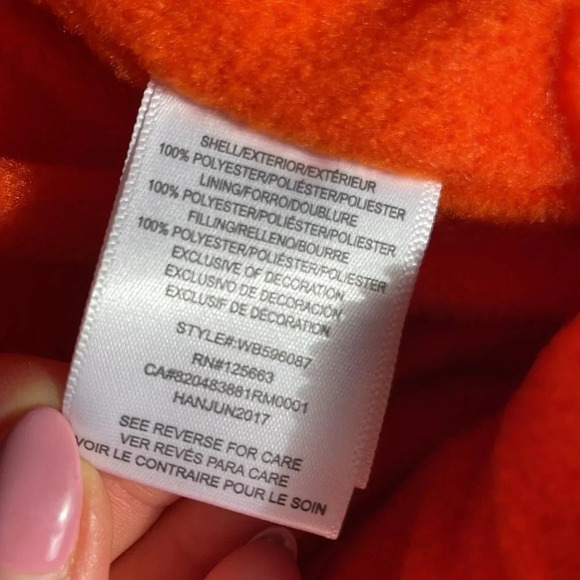 SHELL/EXTERIOR/EXTÉRIEUR
100% POLYESTER/POLIÉSTER/POLIESTER
LINING/FORRO/DOUBLURE
100% POLYESTER/POLIÉSTER/POLIESTER
FILLING/RELLENO/BOURRE
100% POLYESTER/POLIÉSTER/POLIESTER
EXCLUSIVE OF DECORATION
EXCLUSIVO DE DECORACIÓN
EXCLUSIF DE DÉCORATION
STYLE#:WB596087
RN#125663
CA#820483881RM0001
HANJUN2017
SEE REVERSE FOR CARE
VER REVÉS PARA CARE
VOIR LE CONTRAIRE POUR LE SOIN